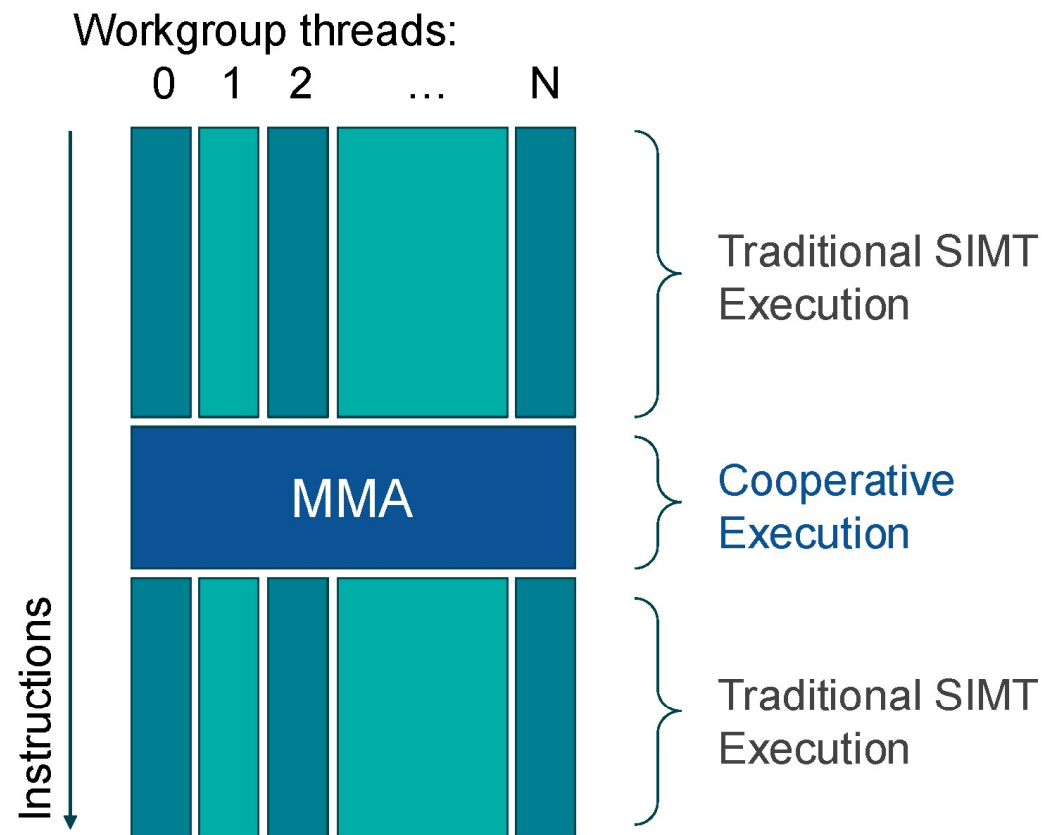 Workgroup threads:
0 1 2 ... N
Traditional SIMT
Execution
MMA
Cooperative
Execution
Traditional SIMT
Execution
Instructions